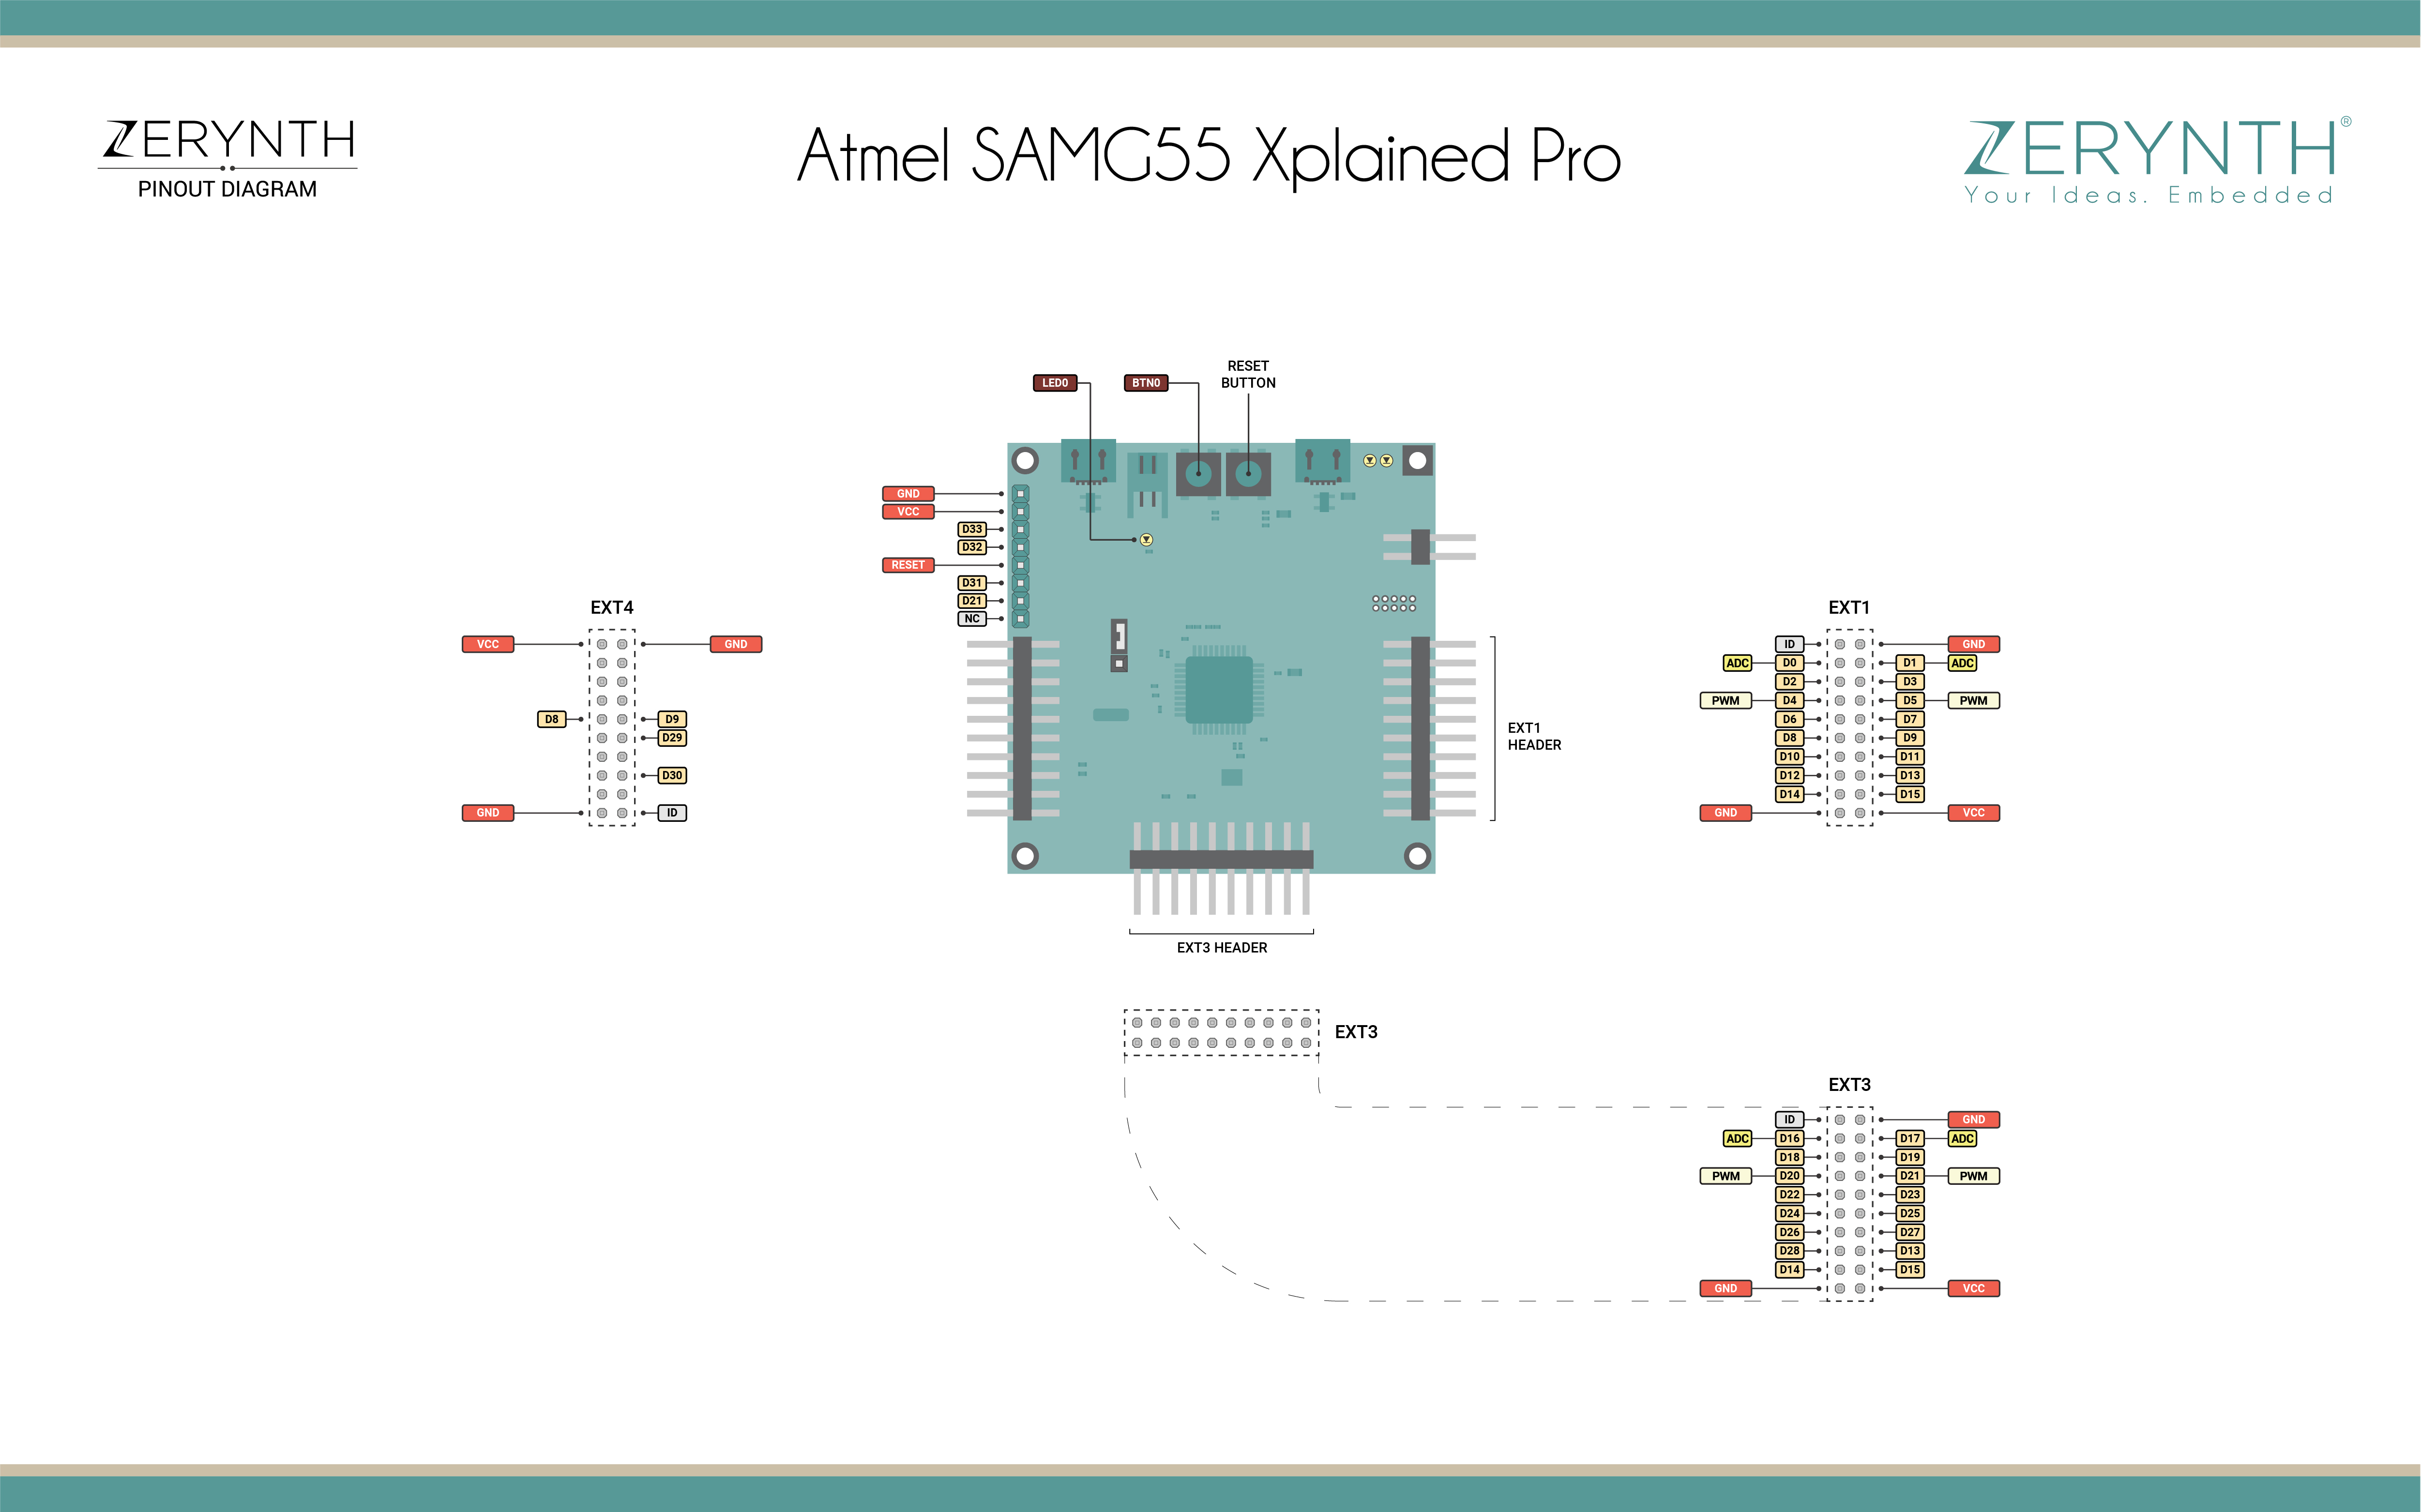 ZERYNTH
PINOUT DIAGRAM
Atmel SAMG55 Xplained Pro
ZERYNTH®
Your Ideas. Embedded
LED0
BTN0
RESET
BUTTON
GND
VCC
D33
D32
RESET
D31
D21
NC
EXT4
VCC GND
D8 D9
D29
D30
GND ID
EXT1
HEADER
EXT3 HEADER
EXT1
ID GND
ADC D0 D1 ADC
D2 D3
PWM D4 D5 PWM
D6 D7
D8 D9
D10 D11
D12 D13
D14 D15
GND VCC
EXT3
EXT3
ID GND
ADC D16 D17 ADC
D18 D19
PWM D20 D21 PWM
D22 D23
D24 D25
D26 D27
D28 D13
D14 D15
GND VCC